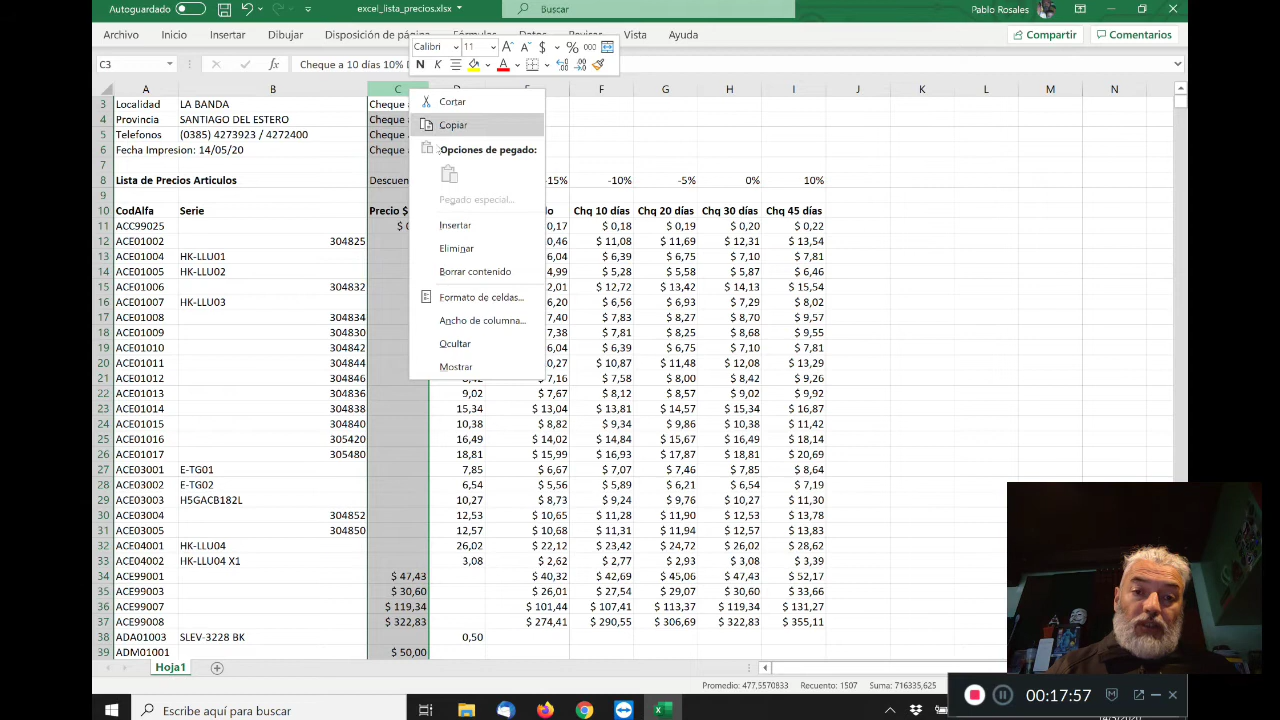 Autoguardado
excel_lista_precios.xlsx
Buscar
Pablo Rosales
Archivo Inicio Insertar Dibujar Disposición de página Fórmulas Datos Revisar Vista Ayuda Compartir Comentarios
Calibri 11 $ % 000
N K A
C3 fx Cheque a 10 dias 10%
A B C D F G H I J K L M N
3 Localidad LA BANDA Cheque a
4 Provincia SANTIAGO DEL ESTERO Cheque a
5 Telefonos (0385) 4273923 / 4272400 Cheque a
6 Fecha Impresion: 14/05/20 Cheque a
7
8 Lista de Precios Articulos Descuen -15% -10% -5% 0% 10%
9
10 CodAlfa Serie Precio $ Chq 10 días Chq 20 días Chq 30 días Chq 45 días
11 ACC99025 0,17 $ 0,18 $ 0,19 $ 0,20 $ 0,22
12 ACE01002 304825 0,46 $ 11,08 $ 11,69 $ 12,31 $ 13,54
13 ACE01004 HK-LLU01 6,04 $ 6,39 $ 6,75 $ 7,10 $ 7,81
14 ACE01005 HK-LLU02 4,99 $ 5,28 $ 5,58 $ 5,87 $ 6,46
15 ACE01006 304832 2,01 $ 12,72 $ 13,42 $ 14,13 $ 15,54
16 ACE01007 HK-LLU03 6,20 $ 6,56 $ 6,93 $ 7,29 $ 8,02
17 ACE01008 304834 7,40 $ 7,83 $ 8,27 $ 8,70 $ 9,57
18 ACE01009 304830 7,38 $ 7,81 $ 8,25 $ 8,68 $ 9,55
19 ACE01010 304842 6,04 $ 6,39 $ 6,75 $ 7,10 $ 7,81
20 ACE01011 304844 0,27 $ 10,87 $ 11,48 $ 12,08 $ 13,29
21 ACE01012 304846 8,42 $ 7,16 $ 7,58 $ 8,00 $ 8,42 $ 9,26
22 ACE01013 304836 9,02 $ 7,67 $ 8,12 $ 8,57 $ 9,02 $ 9,92
23 ACE01014 304838 15,34 $ 13,04 $ 13,81 $ 14,57 $ 15,34 $ 16,87
24 ACE01015 304840 10,38 $ 8,82 $ 9,34 $ 9,86 $ 10,38 $ 11,42
25 ACE01016 305420 16,49 $ 14,02 $ 14,84 $ 15,67 $ 16,49 $ 18,14
26 ACE01017 305480 18,81 $ 15,99 $ 16,93 $ 17,87 $ 18,81 $ 20,69
27 ACE03001 E-TG01 7,85 $ 6,67 $ 7,07 $ 7,46 $ 7,85 $ 8,64
28 ACE03002 E-TG02 6,54 $ 5,56 $ 5,89 $ 6,21 $ 6,54 $ 7,19
29 ACE03003 H5GACB182L 10,27 $ 8,73 $ 9,24 $ 9,76 $ 10,27 $ 11,30
30 ACE03004 304852 12,53 $ 10,65 $ 11,28 $ 11,90 $ 12,53 $ 13,78
31 ACE03005 304850 12,57 $ 10,68 $ 11,31 $ 11,94 $ 12,57 $ 13,83
32 ACE04001 HK-LLU04 26,02 $ 22,12 $ 23,42 $ 24,72 $ 26,02 $ 28,62
33 ACE04002 HK-LLU04 X1 3,08 $ 2,62 $ 2,77 $ 2,93 $ 3,08 $ 3,39
34 ACE99001 $ 47,43 $ 40,32 $ 42,69 $ 45,06 $ 47,43 $ 52,17
35 ACE99003 $ 30,60 $ 26,01 $ 27,54 $ 29,07 $ 30,60 $ 33,66
36 ACE99007 $ 119,34 $ 101,44 $ 107,41 $ 113,37 $ 119,34 $ 131,27
37 ACE99008 $ 322,83 $ 274,41 $ 290,55 $ 306,69 $ 322,83 $ 355,11
38 ADA01003 SLEV-3228 BK 0,50
39 ADM01001 $ 50,00
Cortar
Copiar
Opciones de pegado:
Pegado especial...
Insertar
Eliminar
Borrar contenido
Formato de celdas...
Ancho de columna...
Ocultar
Mostrar
Hoja1
Promedio: 477,5570833 Recuento: 1507 Suma: 716335,625
00:17:57
Escribe aquí para buscar